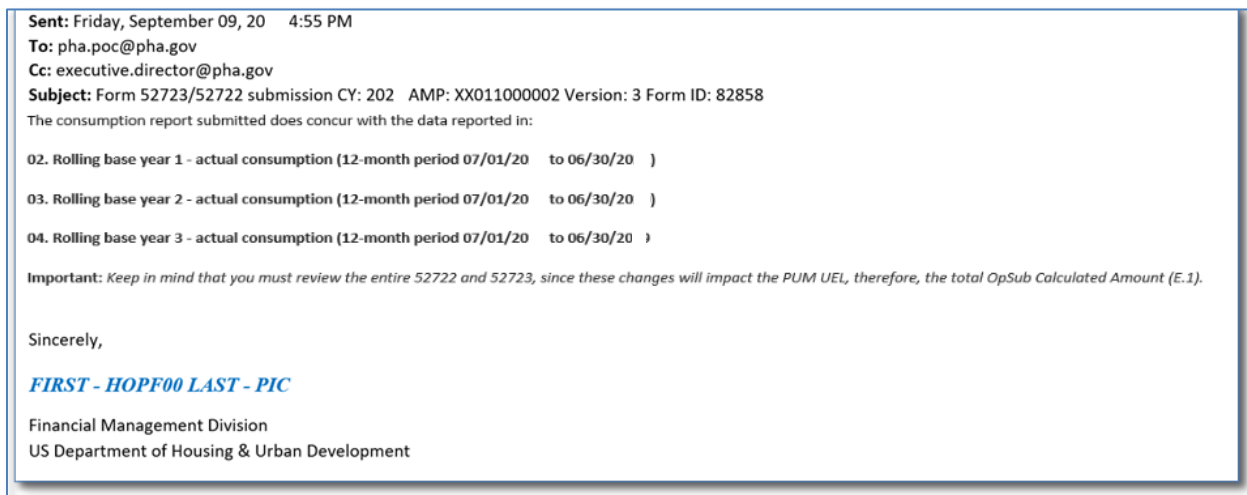 Sent: Friday, September 09, 20 4:55 PM
To: pha.poc@pha.gov
Cc: executive.director@pha.gov
Subject: Form 52723/52722 submission CY: 202 AMP: XX011000002 Version: 3 Form ID: 82858
The consumption report submitted does concur with the data reported in:
02. Rolling base year 1 - actual consumption (12-month period 07/01/20 to 06/30/20 )
03. Rolling base year 2 - actual consumption (12-month period 07/01/20 to 06/30/20 )
04. Rolling base year 3 - actual consumption (12-month period 07/01/20 to 06/30/20 )
Important: Keep in mind that you must review the entire 52722 and 52723, since these changes will impact the PUM UEL, therefore, the total OpSub Calculated Amount (E.1).
Sincerely,
FIRST - HOPF00 LAST - PIC
Financial Management Division
US Department of Housing & Urban Development